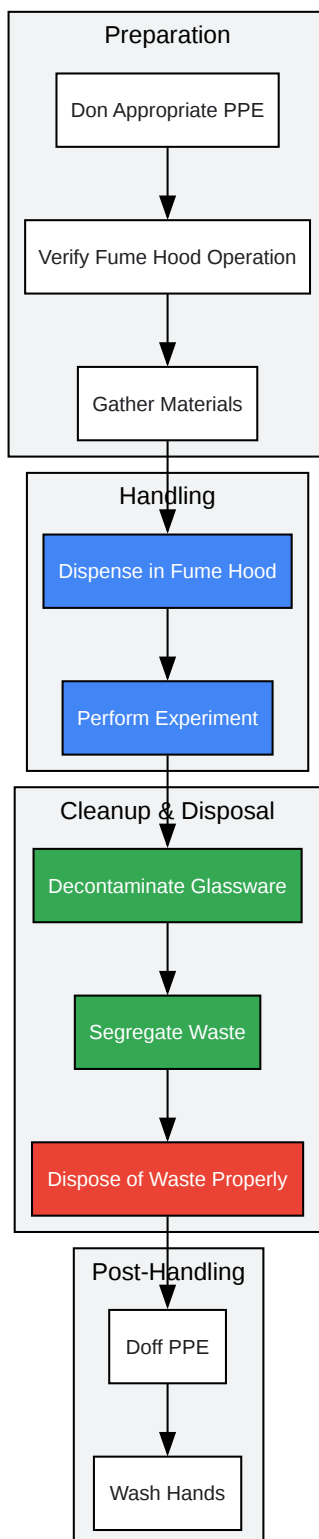 Preparation
Don Appropriate PPE
Verify Fume Hood Operation
Gather Materials
Handling
Dispense in Fume Hood
Perform Experiment
Cleanup & Disposal
Decontaminate Glassware
Segregate Waste
Dispose of Waste Properly
Post-Handling
Doff PPE
Wash Hands